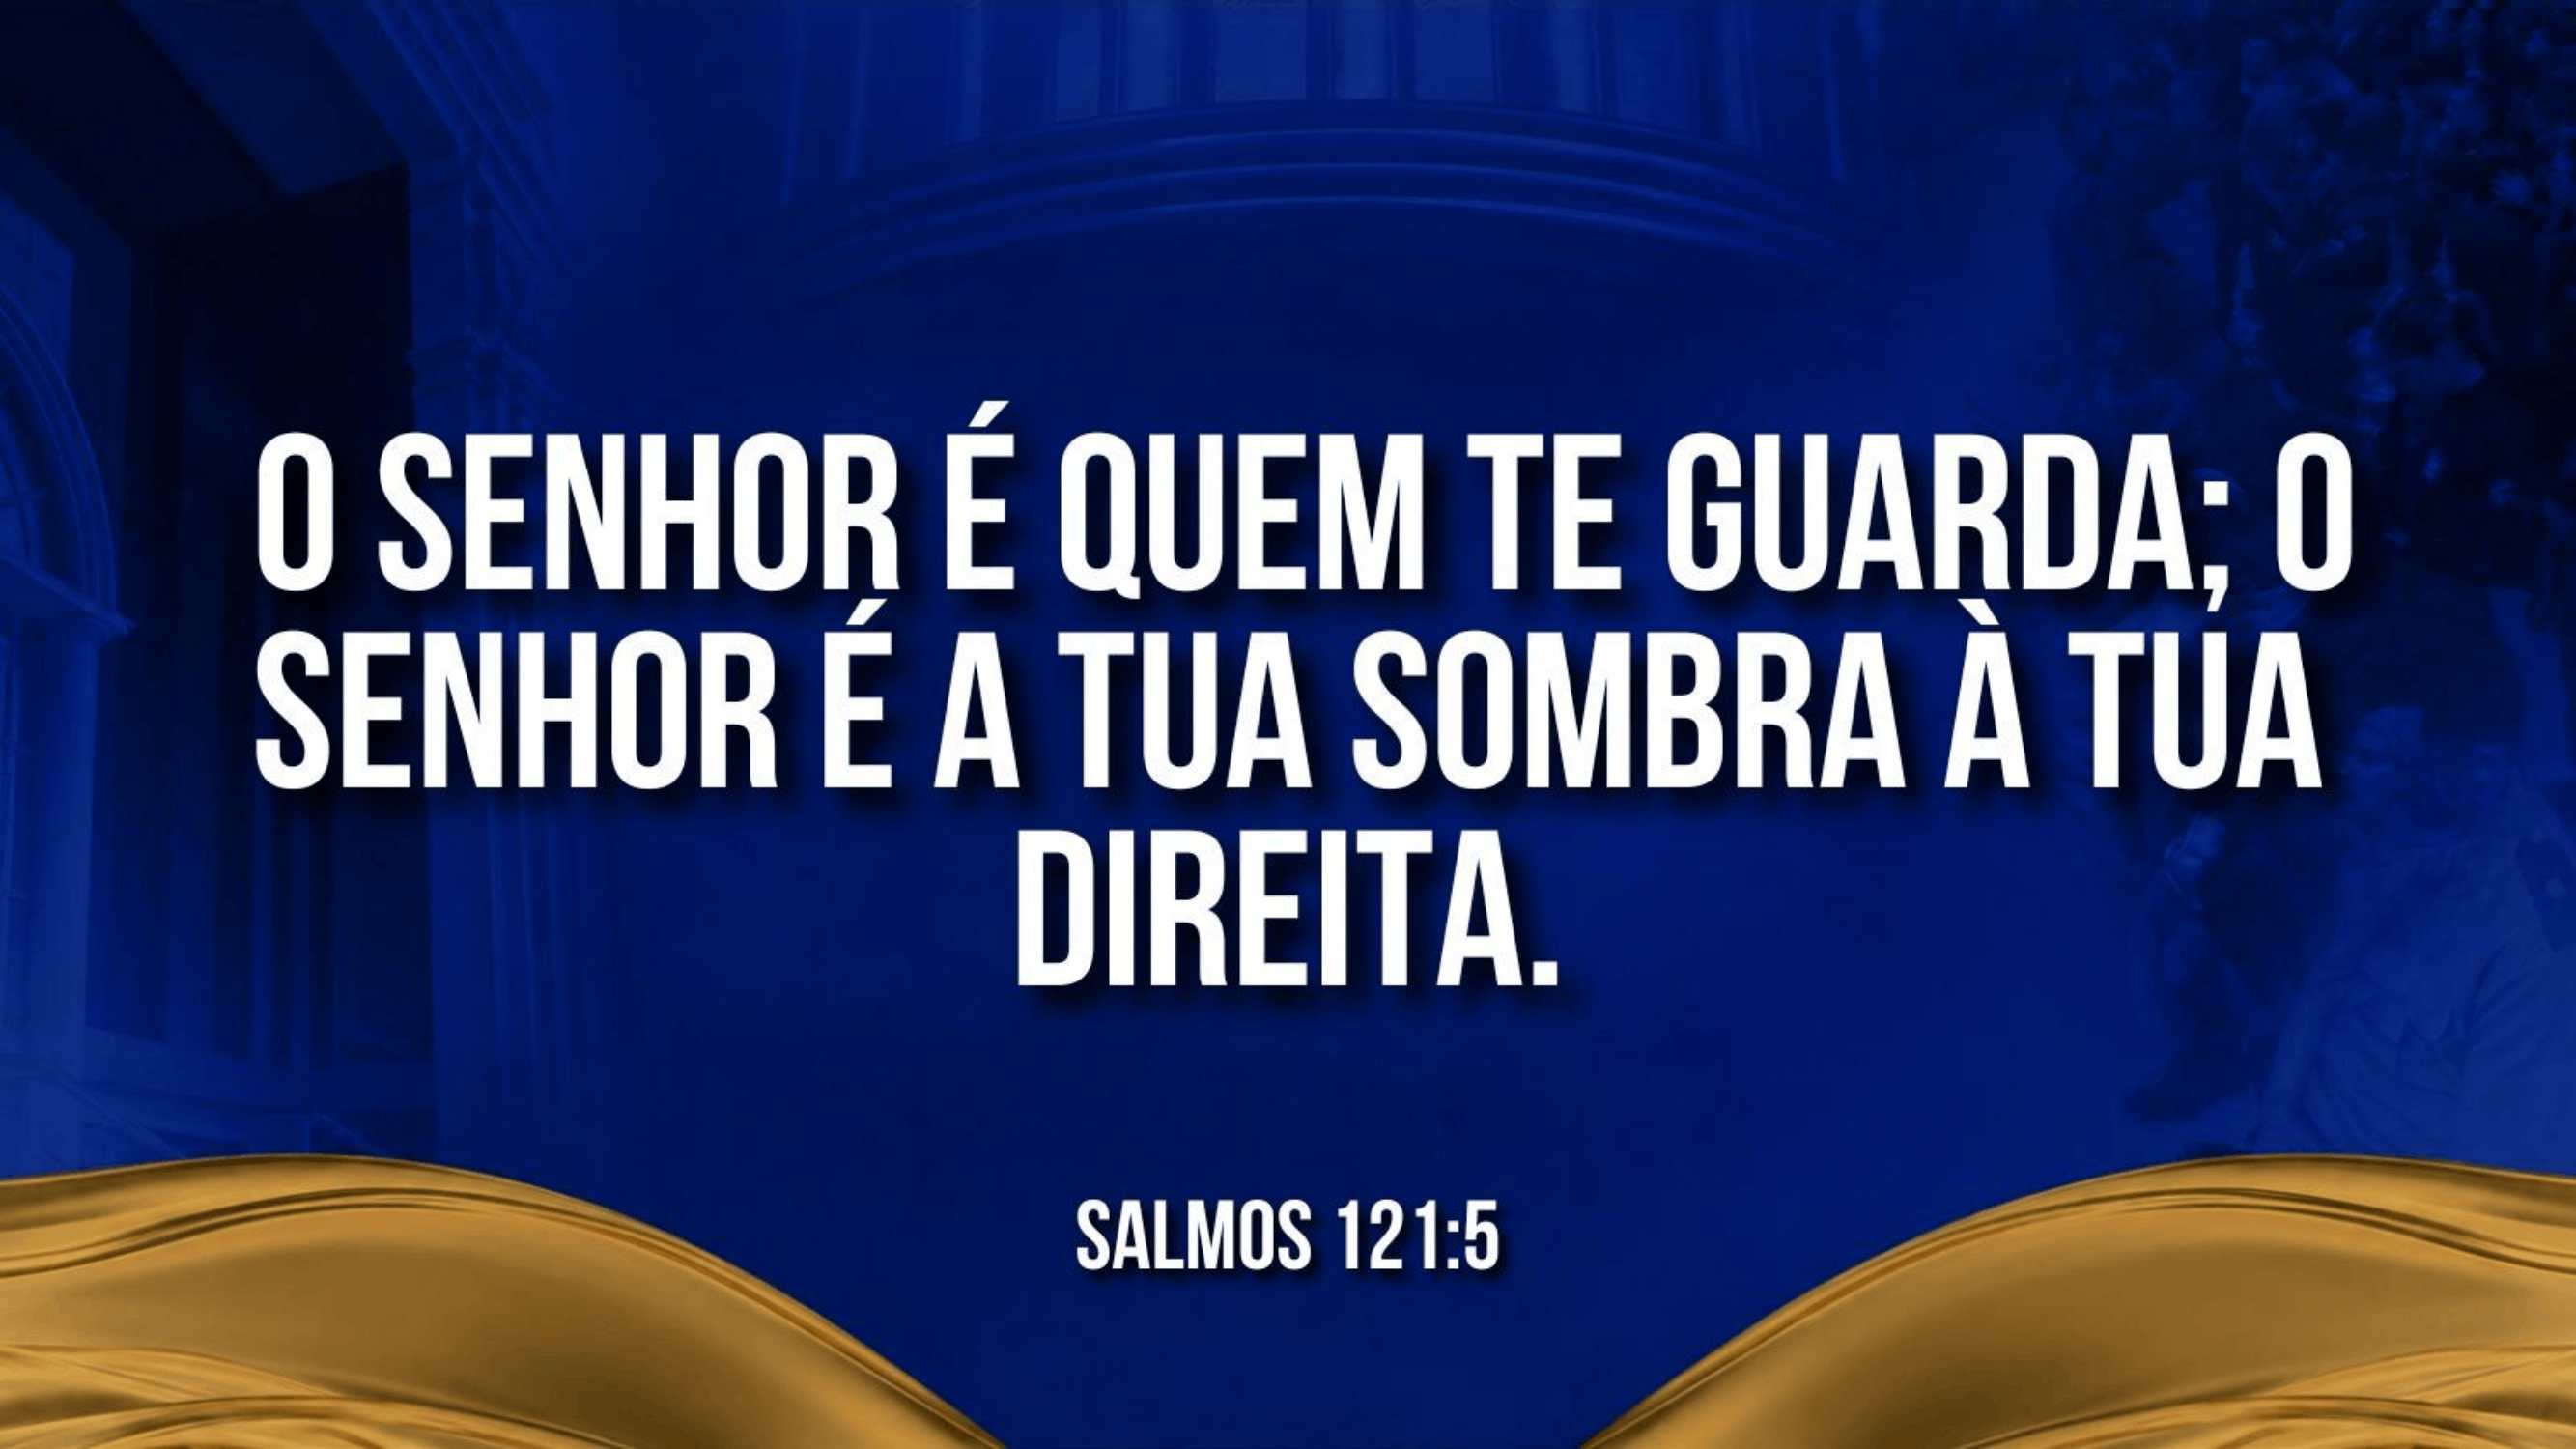 O SENHOR É QUEM TE GUARDA; O
SENHOR É A TUA SOMBRA À TUA
DIREITA.
SALMOS 121:5